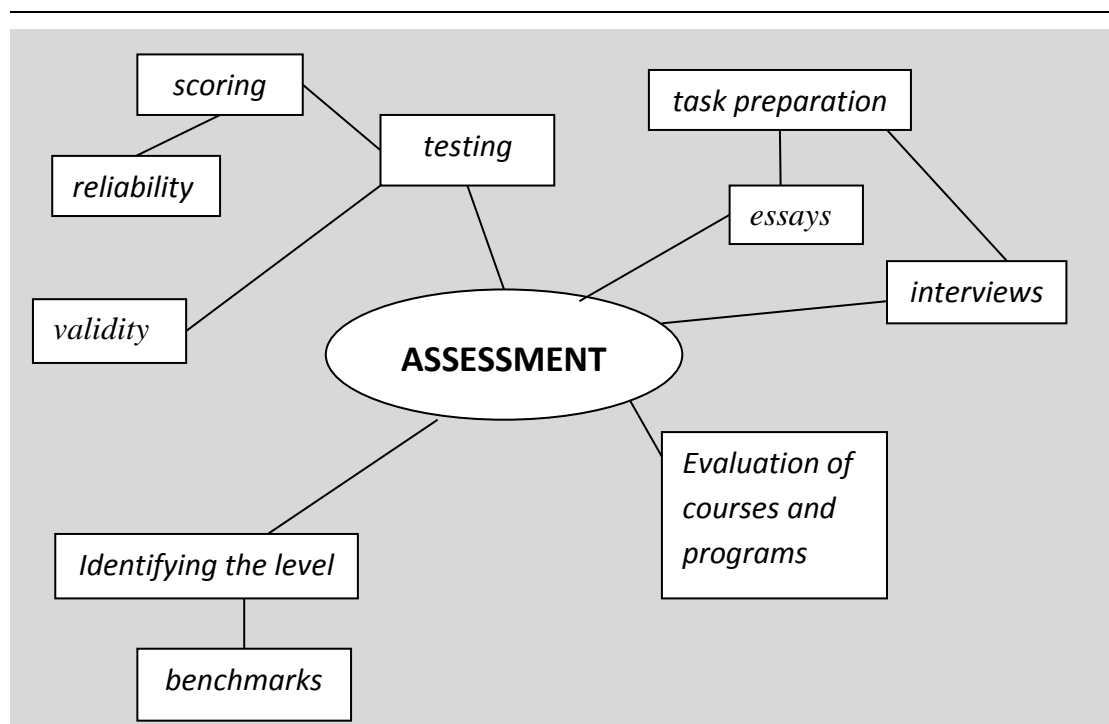 scoring
task preparation
testing
reliability
essays
interviews
validity
ASSESSMENT
Evaluation of
courses and
programs
Identifying the level
benchmarks